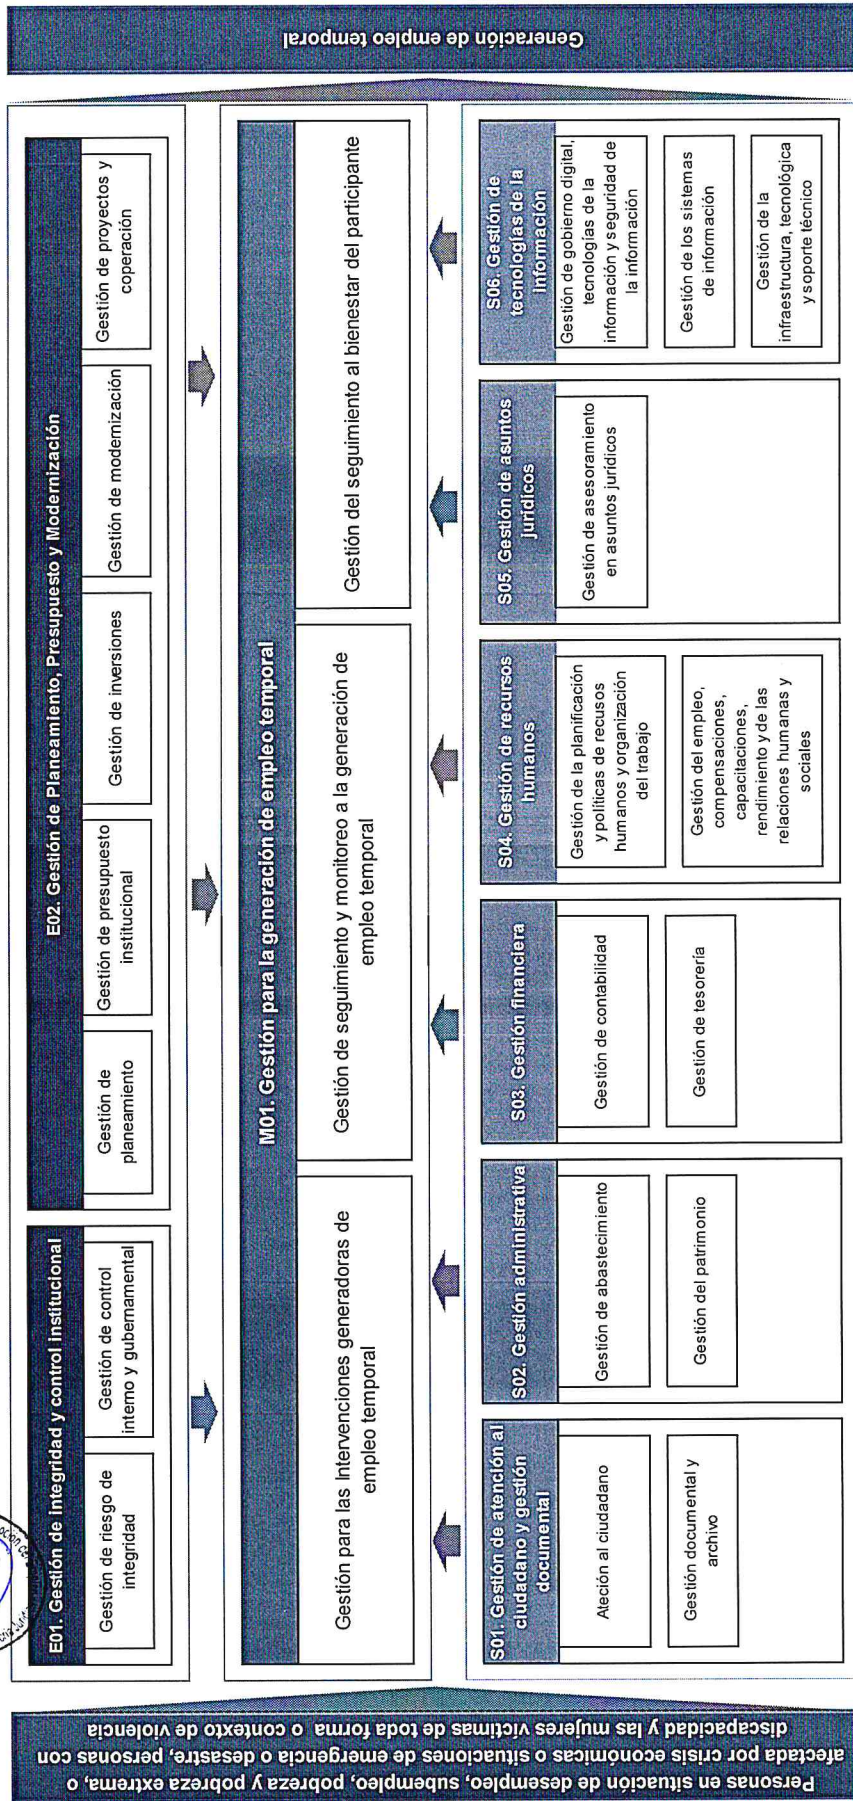 Personas en situación de desempleo, subempleo, pobreza y pobreza extrema, o
afectada por crisis económicas o situaciones de emergencia o desastre, personas con
discapacidad y las mujeres víctimas de toda forma o contexto de violencia
E01. Gestión de integridad y control institucional
Gestión de riesgo de
integridad
Gestión de control
interno y gubernamental
E02. Gestión de Planeamiento, Presupuesto y Modernización
Gestión de
planeamiento
Gestión de presupuesto
institucional
Gestión de inversiones
Gestión de modernización
Gestión de proyectos y
coperación
M01. Gestión para la generación de empleo temporal
Gestión para las Intervenciones generadoras de
empleo temporal
Gestión de seguimiento y monitoreo a la generación de
empleo temporal
Gestión del seguimiento al bienestar del participante
S01. Gestión de atención al
ciudadano y gestión
documental
Ateción al ciudadano
Gestión documental y
archivo
S02. Gestión administrativa
Gestión de abastecimiento
Gestión del patrimonio
S03. Gestión financiera
Gestión de contabilidad
Gestión de tesorería
S04. Gestión de recursos
humanos
Gestión de la planificación
y políticas de recusos
humanos y organización
del trabajo
Gestión del empleo,
compensaciones,
capacitaciones,
rendimiento y de las
relaciones humanas y
sociales
S05. Gestión de asuntos
jurídicos
Gestión de asesoramiento
en asuntos jurídicos
S06. Gestión de
tecnologías de la
Información
Gestión de gobierno digital,
tecnologías de la
información y seguridad de
la información
Gestión de los sistemas
de información
Gestión de la
infraestructura, tecnológica
y soporte técnico
Generación de empleo temporal